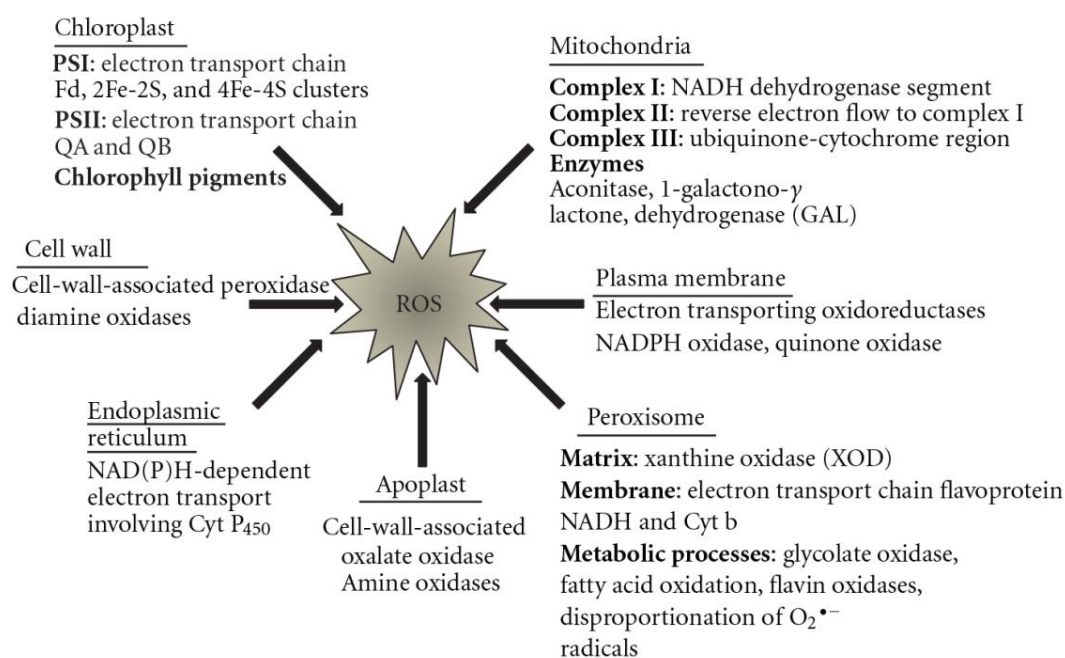 Chloroplast
PSI: electron transport chain
Fd, 2Fe-2S, and 4Fe-4S clusters
PSII: electron transport chain
QA and QB
Chlorophyll pigments
Mitochondria
Complex I: NADH dehydrogenase segment
Complex II: reverse electron flow to complex I
Complex III: ubiquinone-cytochrome region
Enzymes
Aconitase, 1-galactono-γ
lactone, dehydrogenase (GAL)
Cell wall
Cell-wall-associated peroxidase
diamine oxidases
ROS
Plasma membrane
Electron transporting oxidoreductases
NADPH oxidase, quinone oxidase
Endoplasmic
reticulum
NAD(P)H-dependent
electron transport
involving Cyt P₄₅₀
Apoplast
Cell-wall-associated
oxalate oxidase
Amine oxidases
Peroxisome
Matrix: xanthine oxidase (XOD)
Membrane: electron transport chain flavoprotein
NADH and Cyt b
Metabolic processes: glycolate oxidase,
fatty acid oxidation, flavin oxidases,
disproportionation of O₂•⁻
radicals